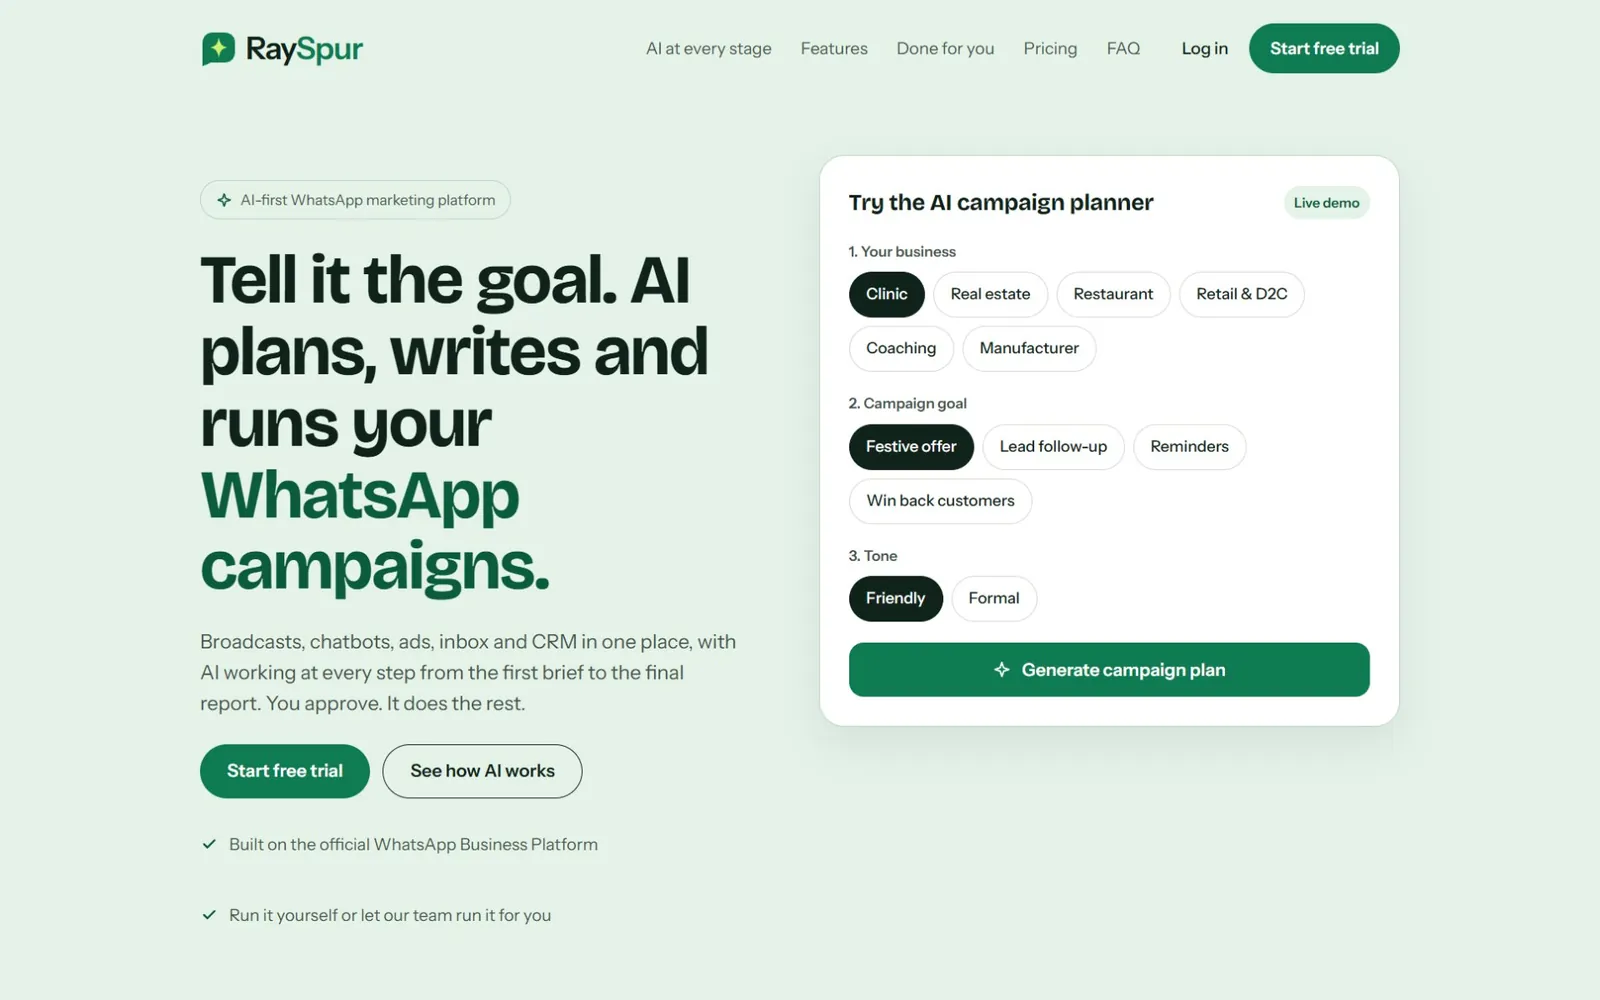 RaySpur
AI at every stage
Features
Done for you
Pricing
FAQ
Log in
Start free trial
AI-first WhatsApp marketing platform
Tell it the goal. AI
plans, writes and
runs your
WhatsApp
campaigns.
Broadcasts, chatbots, ads, inbox and CRM in one place, with
AI working at every step from the first brief to the final
report. You approve. It does the rest.
Start free trial
See how AI works
Built on the official WhatsApp Business Platform
Run it yourself or let our team run it for you
Try the AI campaign planner
Live demo
1. Your business
Clinic
Real estate
Restaurant
Retail & D2C
Coaching
Manufacturer
2. Campaign goal
Festive offer
Lead follow-up
Reminders
Win back customers
3. Tone
Friendly
Formal
Generate campaign plan